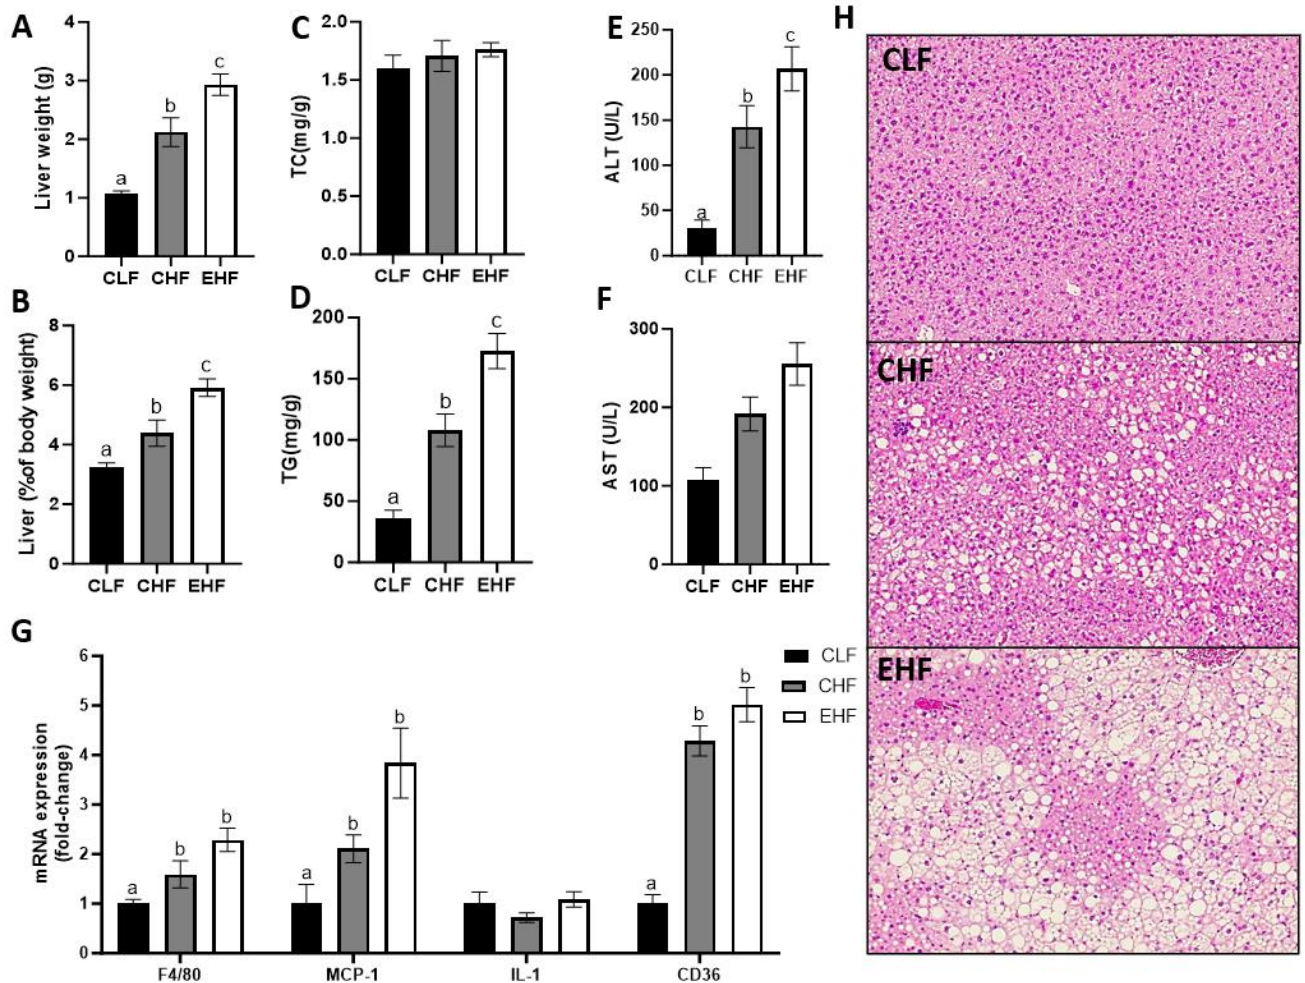 A
4
3
2
1
0
Liver weight (g)
a
b
c
CLF CHF EHF
B
8
6
4
2
0
Liver (%of body weight)
a
b
c
CLF CHF EHF
C
2.0
1.5
1.0
0.5
0.0
TC(mg/g)
CLF CHF EHF
D
200
150
100
50
0
TG(mg/g)
a
b
c
CLF CHF EHF
E
250
200
150
100
50
0
ALT (U/L)
a
b
c
CLF CHF EHF
F
300
200
100
0
AST (U/L)
CLF CHF EHF
G
6
5
4
3
2
1
0
mRNA expression
(fold-change)
a
b
b
a
b
b
a
b
b
F4/80 MCP-1 IL-1 CD36
CLF
CHF
EHF
H
CLF
CHF
EHF